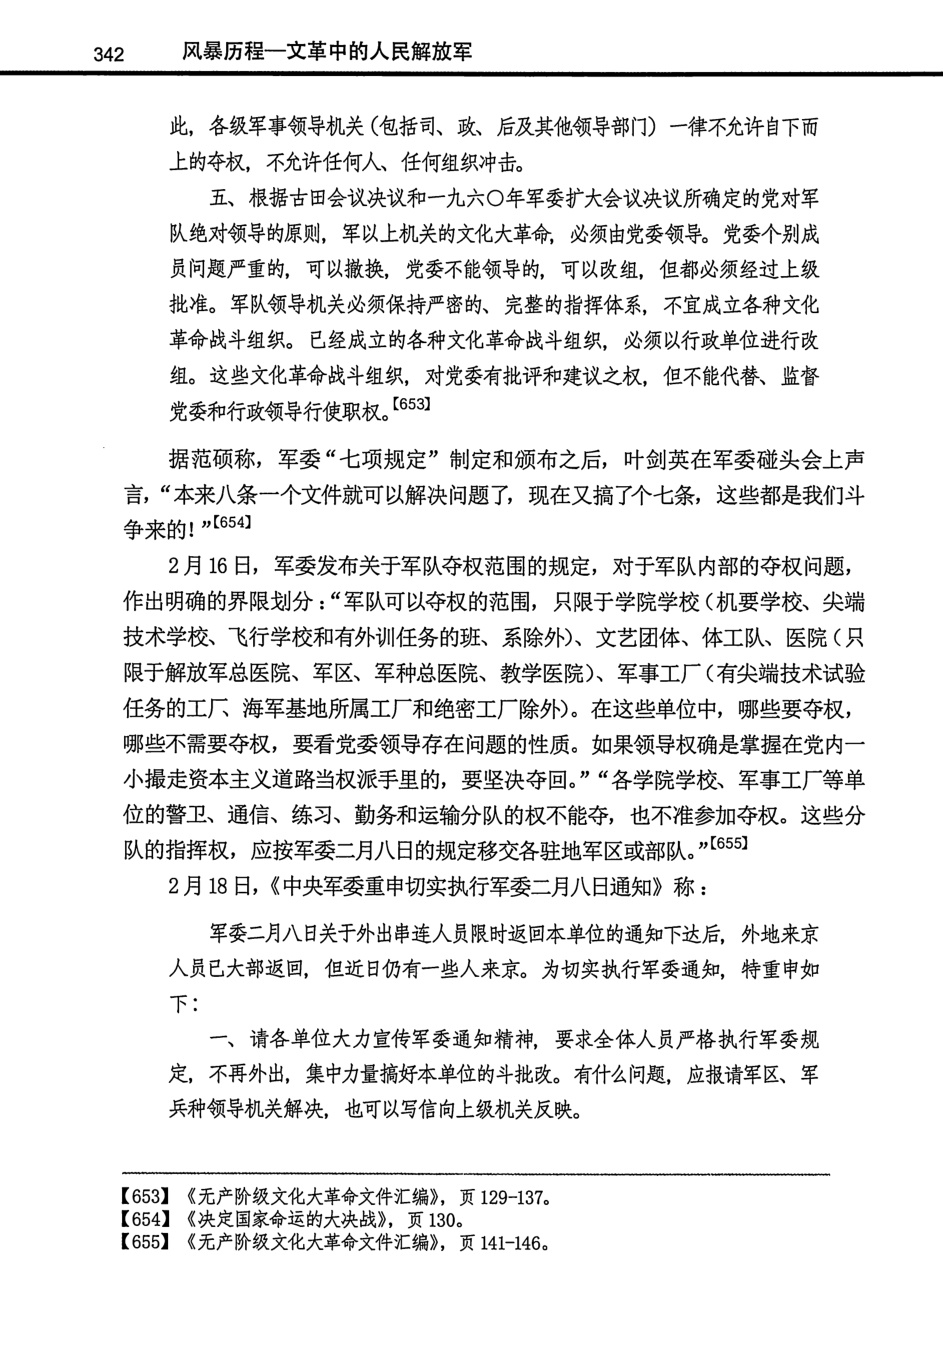 342 风暴历程—文革中的人民解放军
此，各级军事领导机关（包括司、政、后及其他领导部门）一律不允许自下而
上的夺权，不允许任何人、任何组织冲击。
五、根据古田会议决议和一九六〇年军委扩大会议决议所确定的党对军
队绝对领导的原则，军以上机关的文化大革命，必须由党委领导。党委个别成
员问题严重的，可以撤换，党委不能领导的，可以改组，但都必须经过上级
批准。军队领导机关必须保持严密的、完整的指挥体系，不宜成立各种文化
革命战斗组织。已经成立的各种文化革命战斗组织，必须以行政单位进行改
组。这些文化革命战斗组织，对党委有批评和建议之权，但不能代替、监督
党委和行政领导行使职权。【653】
据范硕称，军委“七项规定”制定和颁布之后，叶剑英在军委碰头会上声
言，“本来八条一个文件就可以解决问题了，现在又搞了个七条，这些都是我们斗
争来的！”【654】
2月16日，军委发布关于军队夺权范围的规定，对于军队内部的夺权问题，
作出明确的界限划分：“军队可以夺权的范围，只限于学院学校（机要学校、尖端
技术学校、飞行学校和有外训任务的班、系除外）、文艺团体、体工队、医院（只
限于解放军总医院、军区、军种总医院、教学医院）、军事工厂（有尖端技术试验
任务的工厂、海军基地所属工厂和绝密工厂除外）。在这些单位中，哪些要夺权，
哪些不需要夺权，要看党委领导存在问题的性质。如果领导权确是掌握在党内一
小撮走资本主义道路当权派手里的，要坚决夺回。”“各学院学校、军事工厂等单
位的警卫、通信、练习、勤务和运输分队的权不能夺，也不准参加夺权。这些分
队的指挥权，应按军委二月八日的规定移交各驻地军区或部队。”【655】
2月18日，《中央军委重申切实执行军委二月八日通知》称：
军委二月八日关于外出串连人员限时返回本单位的通知下达后，外地来京
人员已大部返回，但近日仍有一些人来京。为切实执行军委通知，特重申如
下：
一、请各单位大力宣传军委通知精神，要求全体人员严格执行军委规
定，不再外出，集中力量搞好本单位的斗批改。有什么问题，应报请军区、军
兵种领导机关解决，也可以写信向上级机关反映。
【653】《无产阶级文化大革命文件汇编》，页129-137。
【654】《决定国家命运的大决战》，页130。
【655】《无产阶级文化大革命文件汇编》，页141-146。